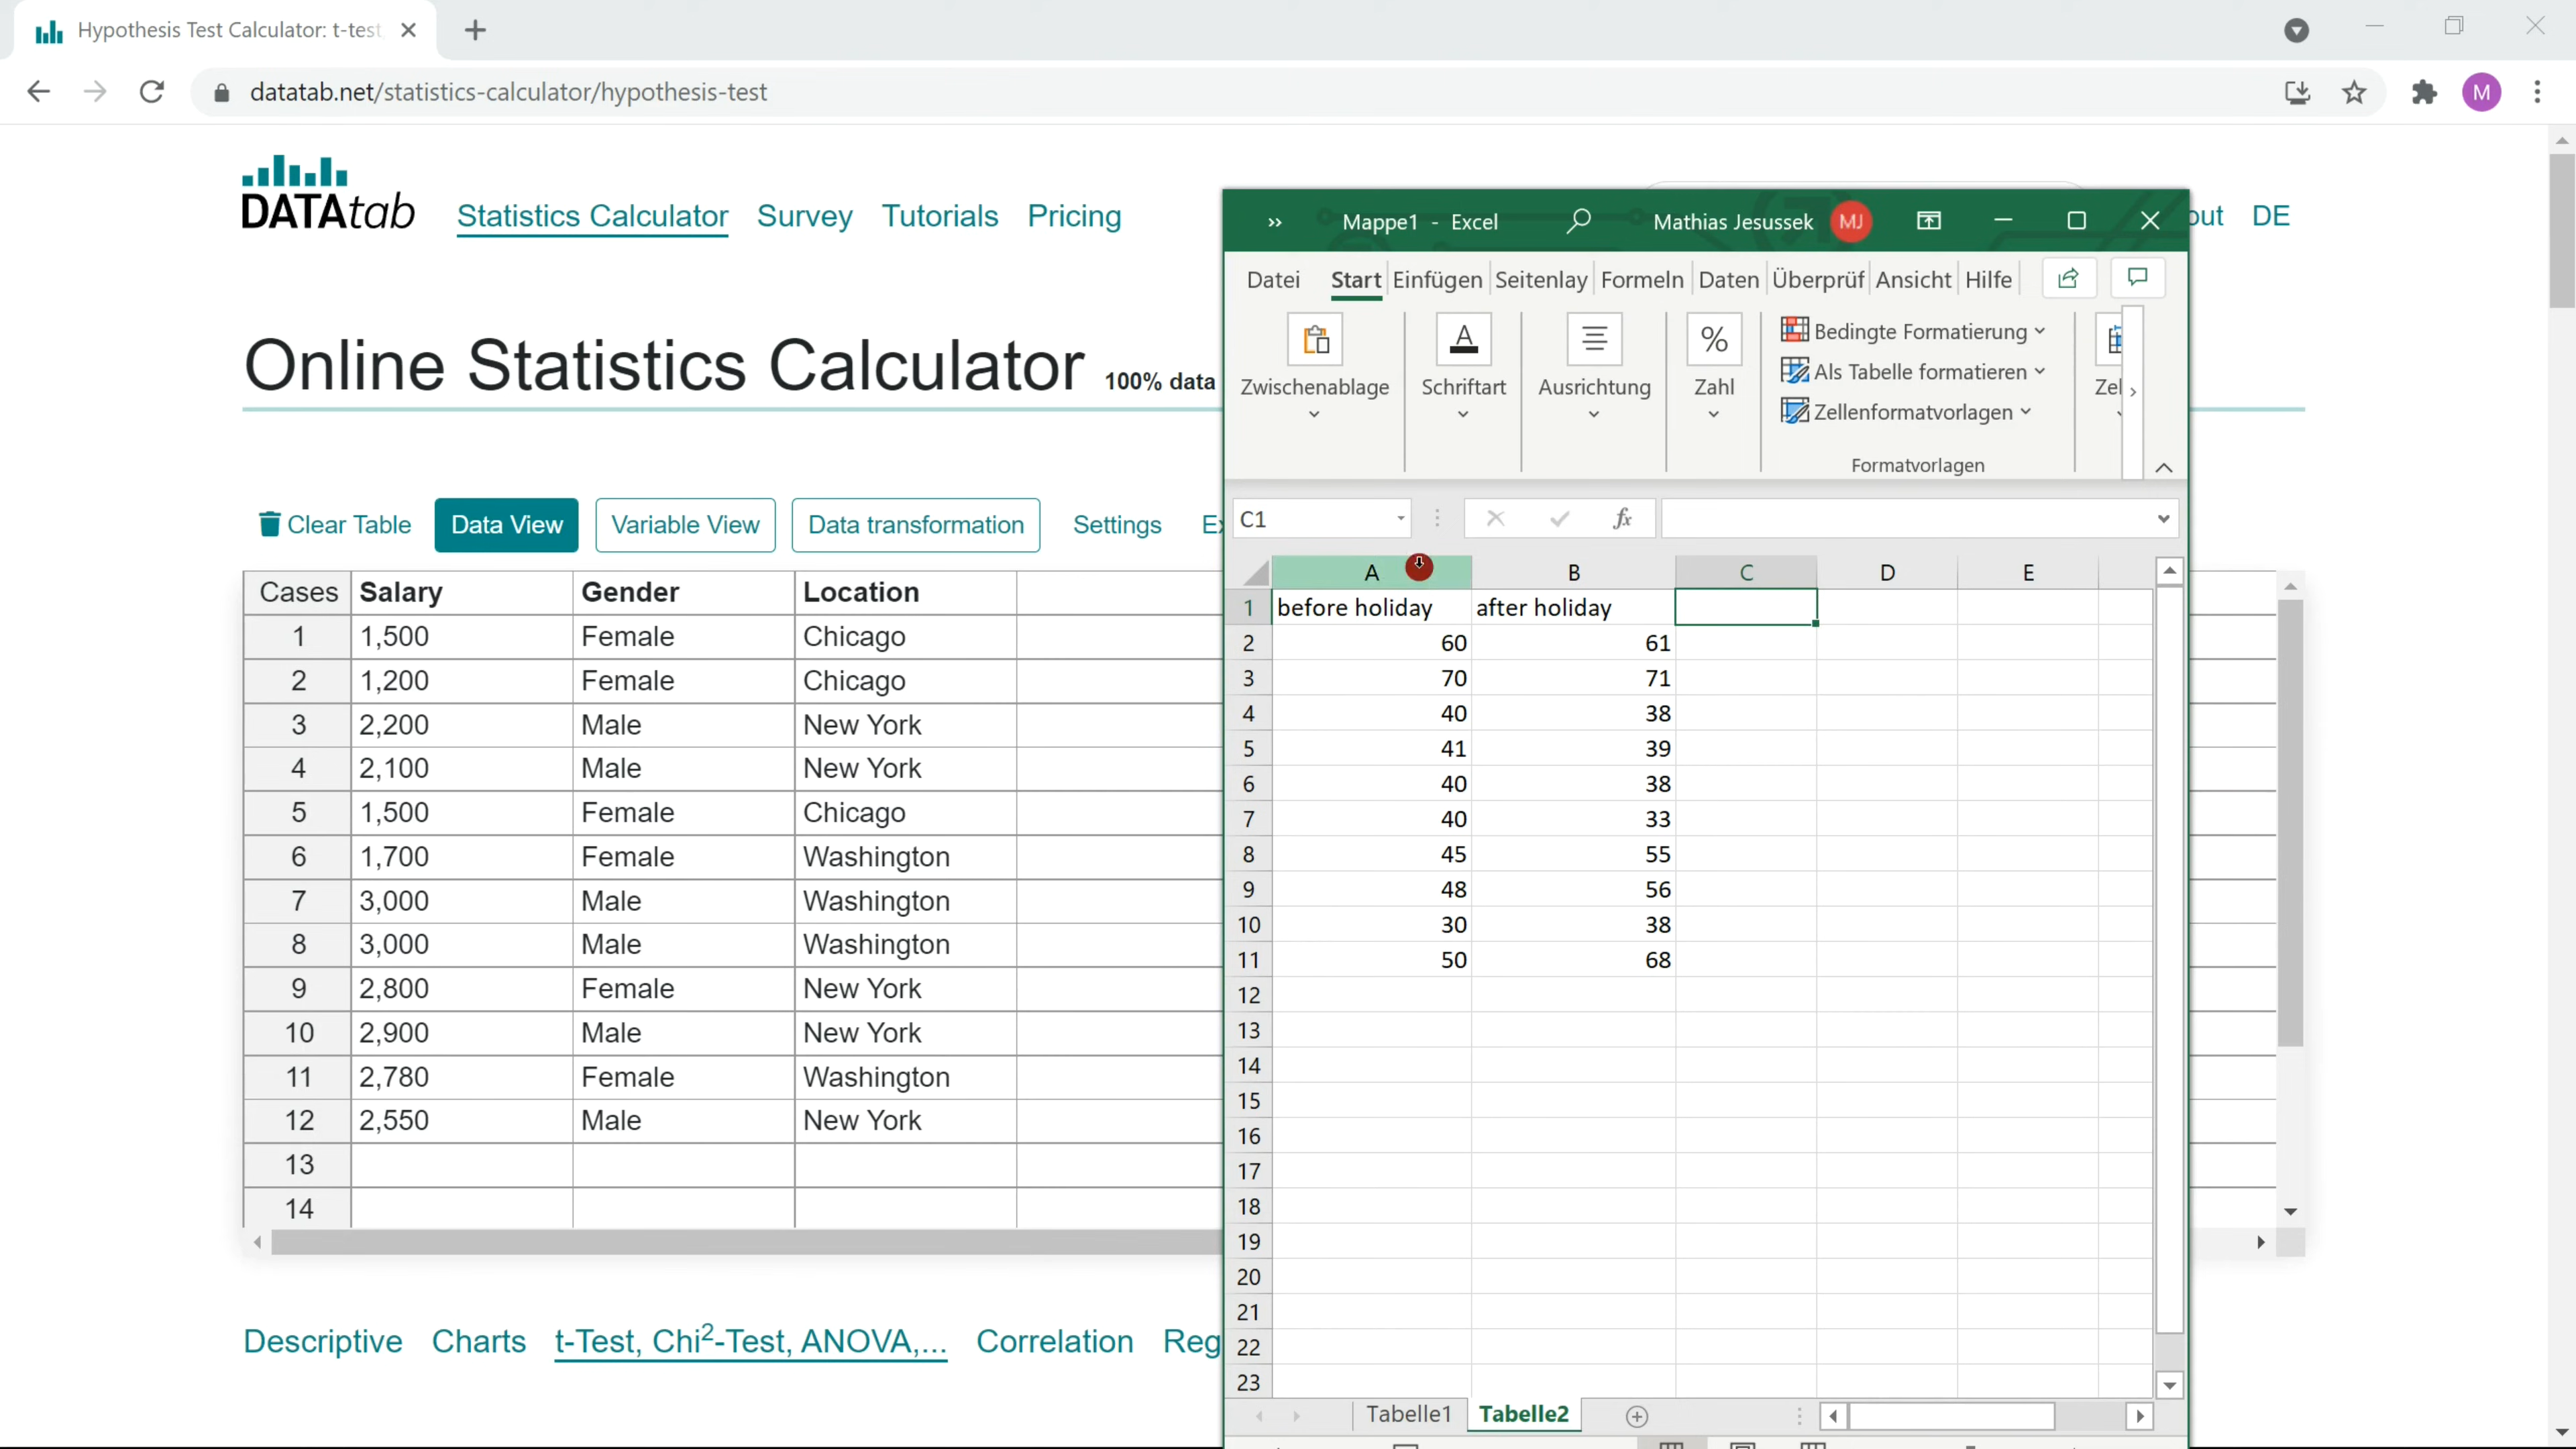 Hypothesis Test Calculator: t-test
datatab.net/statistics-calculator/hypothesis-test
M
DATAtab
Statistics Calculator Survey Tutorials Pricing
out DE
Online Statistics Calculator 100% data
Clear Table Data View Variable View Data transformation Settings Ex
Cases Salary Gender Location
1 1,500 Female Chicago
2 1,200 Female Chicago
3 2,200 Male New York
4 2,100 Male New York
5 1,500 Female Chicago
6 1,700 Female Washington
7 3,000 Male Washington
8 3,000 Male Washington
9 2,800 Female New York
10 2,900 Male New York
11 2,780 Female Washington
12 2,550 Male New York
13
14
Descriptive Charts t-Test, Chi²-Test, ANOVA,... Correlation Reg
Mappe1 - Excel Mathias Jesussek MJ
Datei Start Einfügen Seitenlay Formeln Daten Überprüf Ansicht Hilfe
Zwischenablage Schriftart Ausrichtung % Zahl
Bedingte Formatierung
Als Tabelle formatieren
Zellenformatvorlagen
Zel
Formatvorlagen
C1 fx
A B C D E
1 before holiday after holiday
2 60 61
3 70 71
4 40 38
5 41 39
6 40 38
7 40 33
8 45 55
9 48 56
10 30 38
11 50 68
12
13
14
15
16
17
18
19
20
21
22
23
Tabelle1 Tabelle2